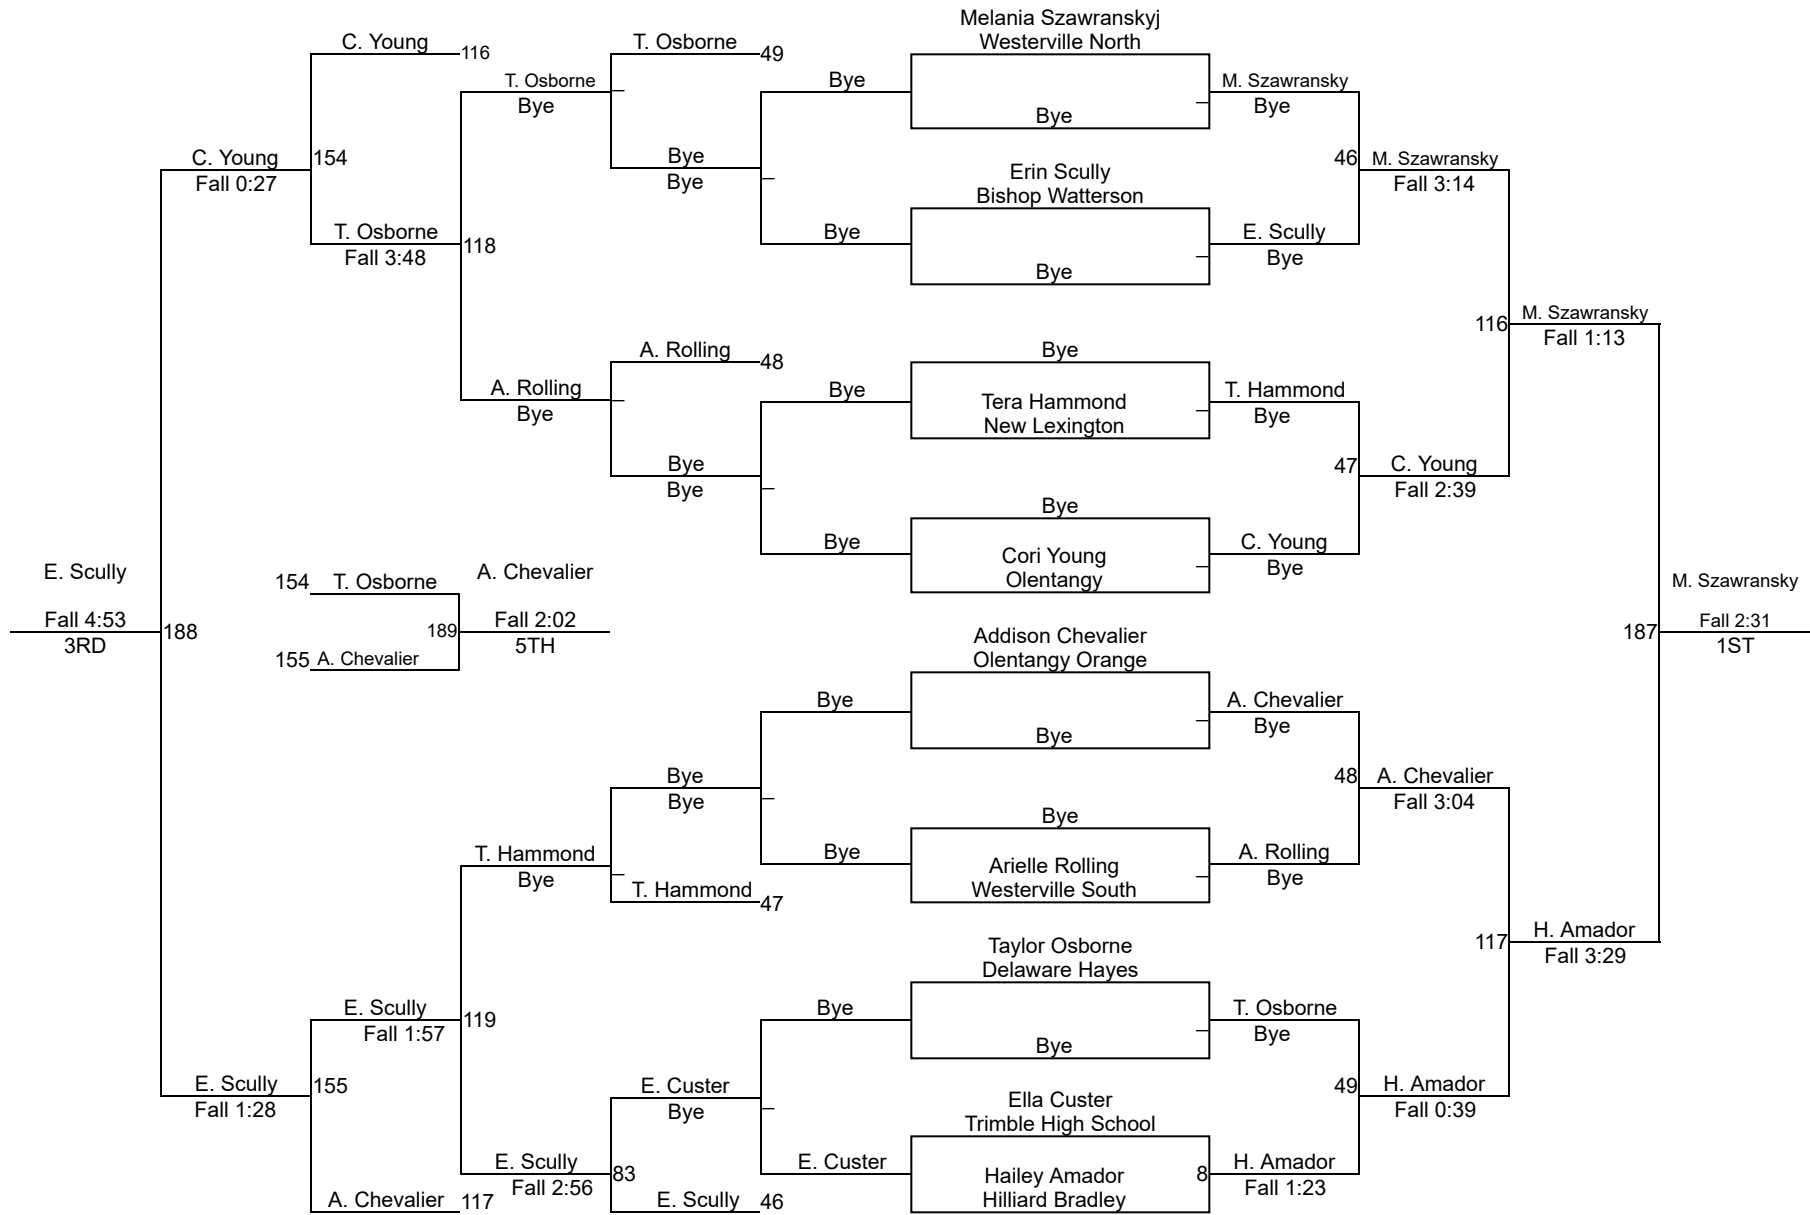 Melania Szawranskyj
C. Young
T. Osborne
Westerville North
116
49
T. Osborne
Bye
M. Szawransky
Bye
Bye
Bye
C. Young
154
Bye
46
M. Szawransky
Fall 0:27
Bye
Erin Scully
Fall 3:14
Bishop Watterson
T. Osborne
118
Bye
E. Scully
Fall 3:48
Bye
Bye
116
M. Szawransky
Fall 1:13
A. Rolling
48
Bye
A. Rolling
Bye
Tera Hammond
T. Hammond
Bye
New Lexington
Bye
Bye
47
C. Young
Bye
Fall 2:39
Bye
Bye
Cori Young
C. Young
Olentangy
Bye
E. Scully
154
T. Osborne
A. Chevalier
M. Szawransky
Fall 4:53
188
189
Fall 2:02
187
Fall 2:31
3RD
155
A. Chevalier
5TH
1ST
Addison Chevalier
Olentangy Orange
Bye
A. Chevalier
Bye
Bye
Bye
48
A. Chevalier
Bye
Fall 3:04
Bye
T. Hammond
Bye
Arielle Rolling
A. Rolling
Bye
T. Hammond
Westerville South
Bye
47
117
H. Amador
Fall 3:29
Taylor Osborne
Delaware Hayes
E. Scully
119
Bye
T. Osborne
Fall 1:57
Bye
Bye
E. Scully
155
E. Custer
49
H. Amador
Fall 1:28
Bye
Ella Custer
Fall 0:39
Trimble High School
E. Scully
83
E. Custer
Hailey Amador
8
H. Amador
Fall 2:56
Hilliard Bradley
Fall 1:23
A. Chevalier
117
E. Scully
46